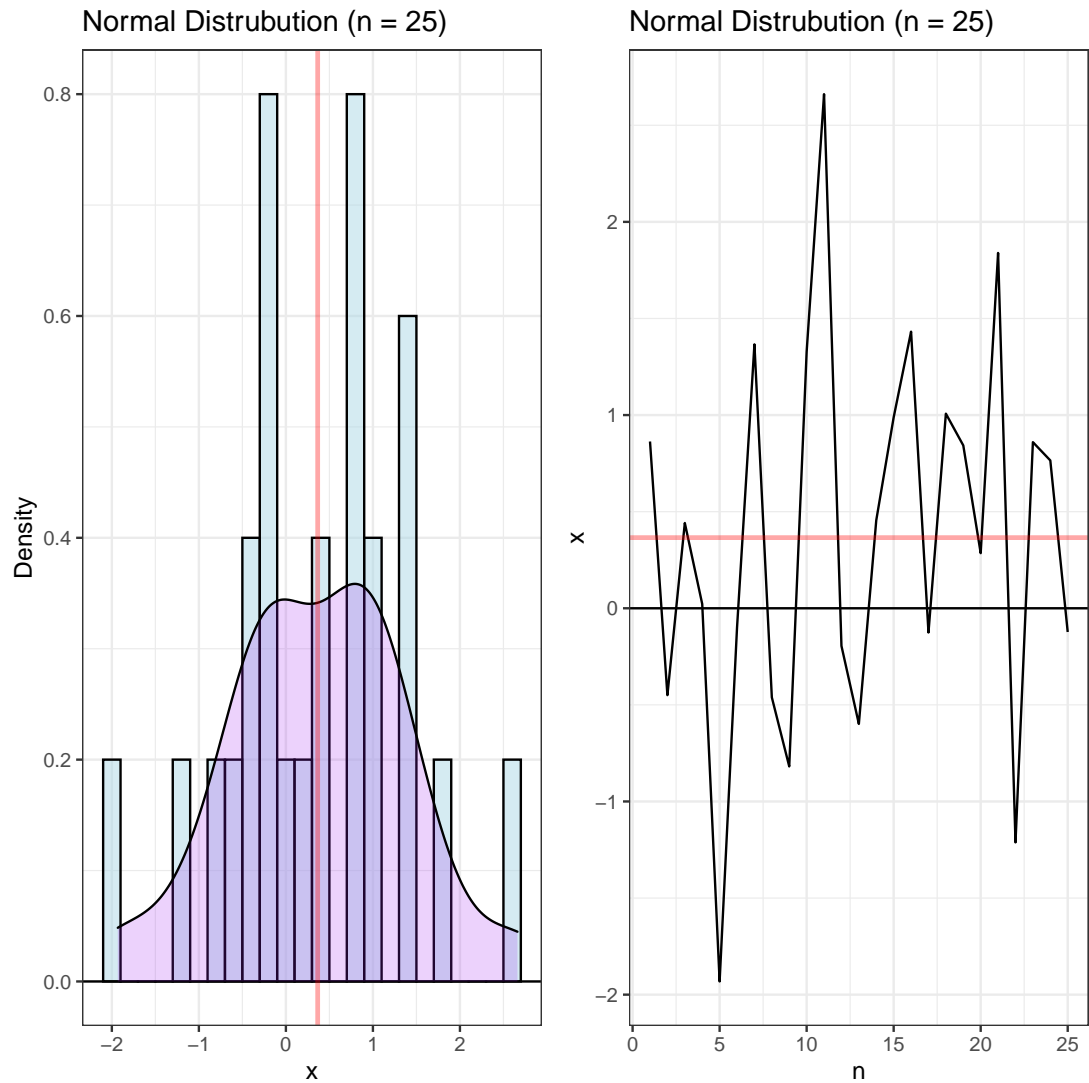 Normal Distrubution (n = 25)
0.8
0.6
0.4
0.2
0.0
Density
−2 −1 0 1 2
x
Normal Distrubution (n = 25)
2
1
0
−1
−2
x
0 5 10 15 20 25
n